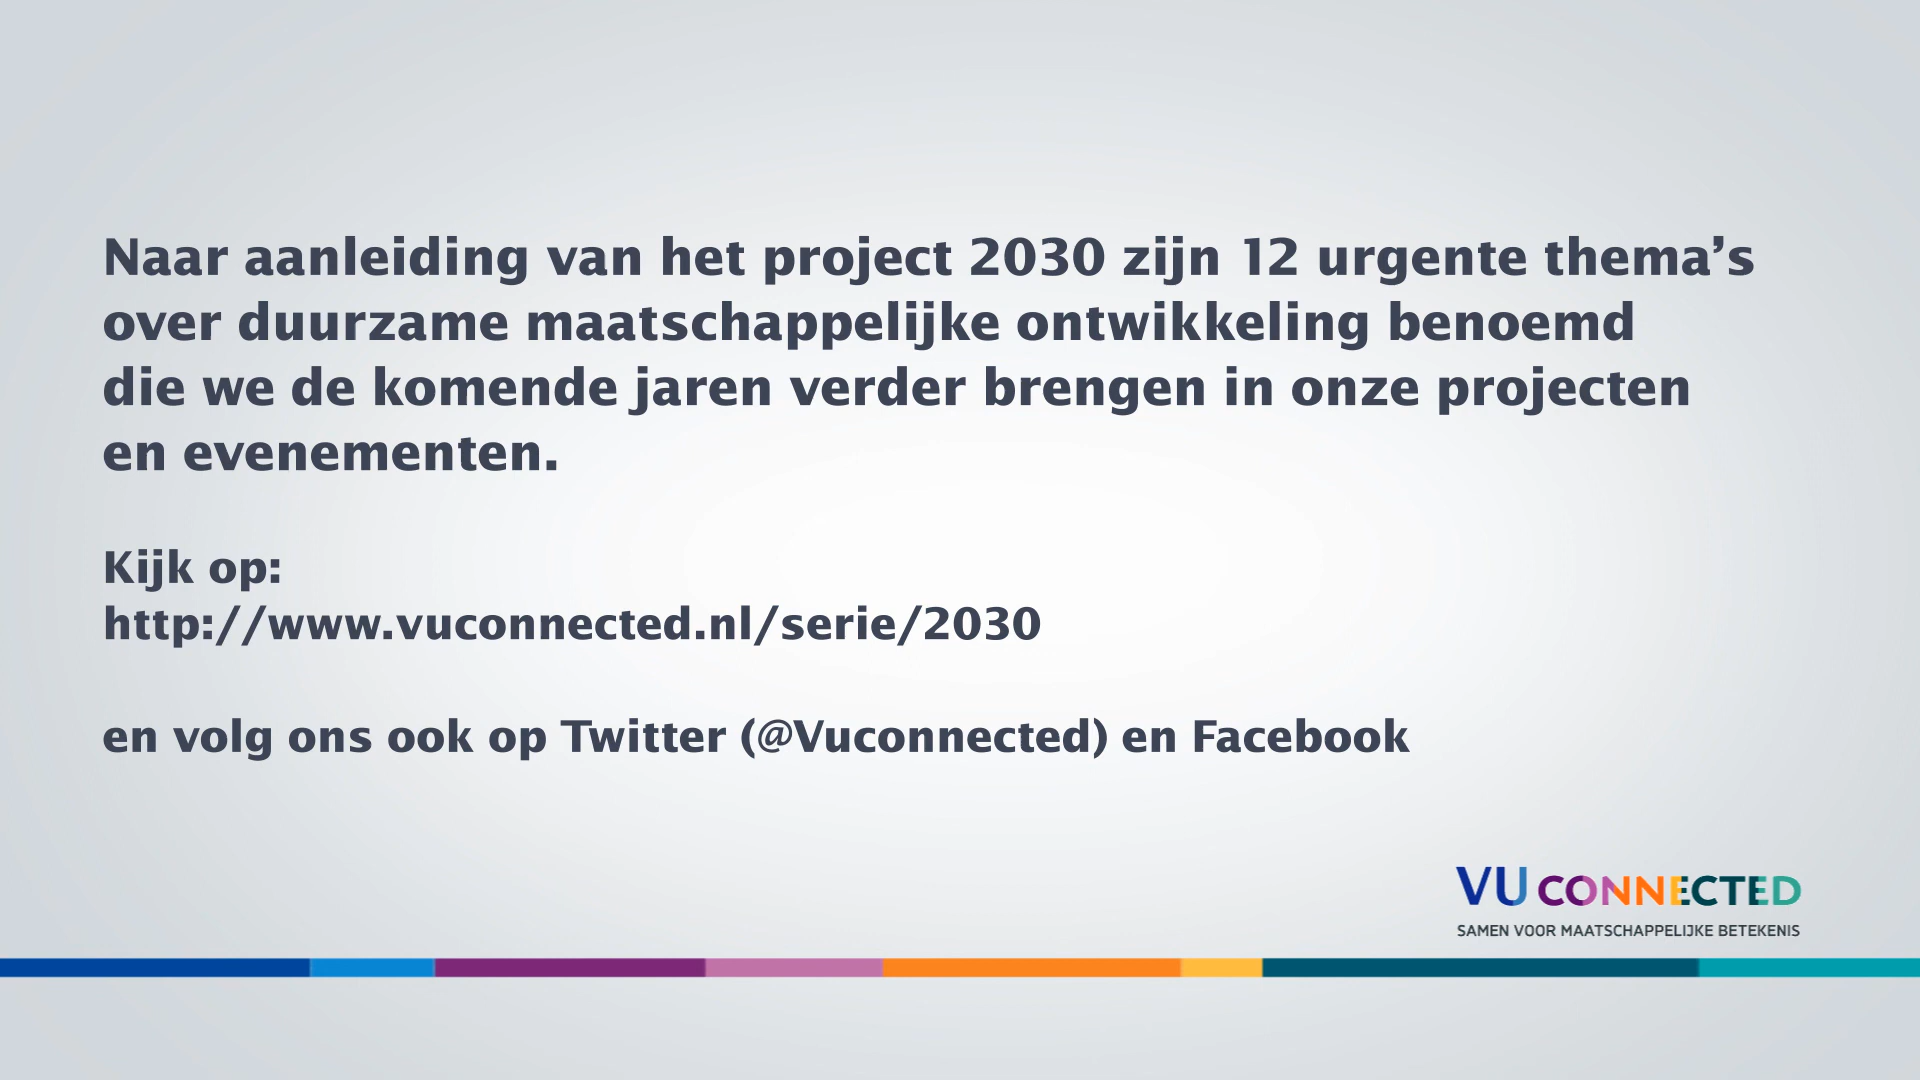 Naar aanleiding van het project 2030 zijn 12 urgente thema’s
over duurzame maatschappelijke ontwikkeling benoemd
die we de komende jaren verder brengen in onze projecten
en evenementen.
Kijk op:
http://www.vuconnected.nl/serie/2030
en volg ons ook op Twitter (@Vuconnected) en Facebook
VU CONNECTED
SAMEN VOOR MAATSCHAPPELIJKE BETEKENIS